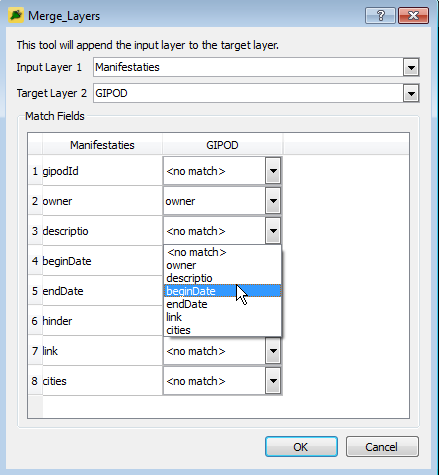 Merge_Layers
This tool will append the input layer to the target layer.
Input Layer 1 Manifestaties
Target Layer 2 GIPOD
Match Fields
Manifestaties GIPOD
1 gipodId <no match>
2 owner owner
3 descriptio <no match>
<no match>
4 beginDate owner
descriptio
beginDate
5 endDate endDate
6 hinder link
cities
7 link <no match>
8 cities <no match>
OK Cancel